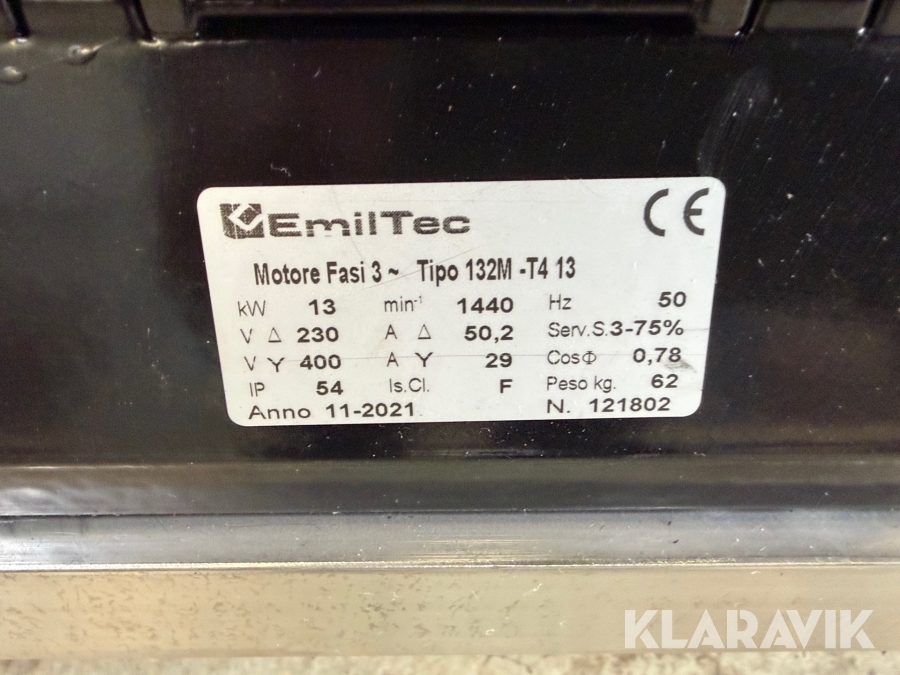 EmilTec CE
Motore Fasi 3 ~ Tipo 132M -T4 13
kW 13 min-1 1440 Hz 50
V Δ 230 A Δ 50,2 Serv.S.3-75%
V Y 400 A Y 29 CosΦ 0,78
IP 54 Is.Cl. F Peso kg. 62
Anno 11-2021 N. 121802
KLARAVIK